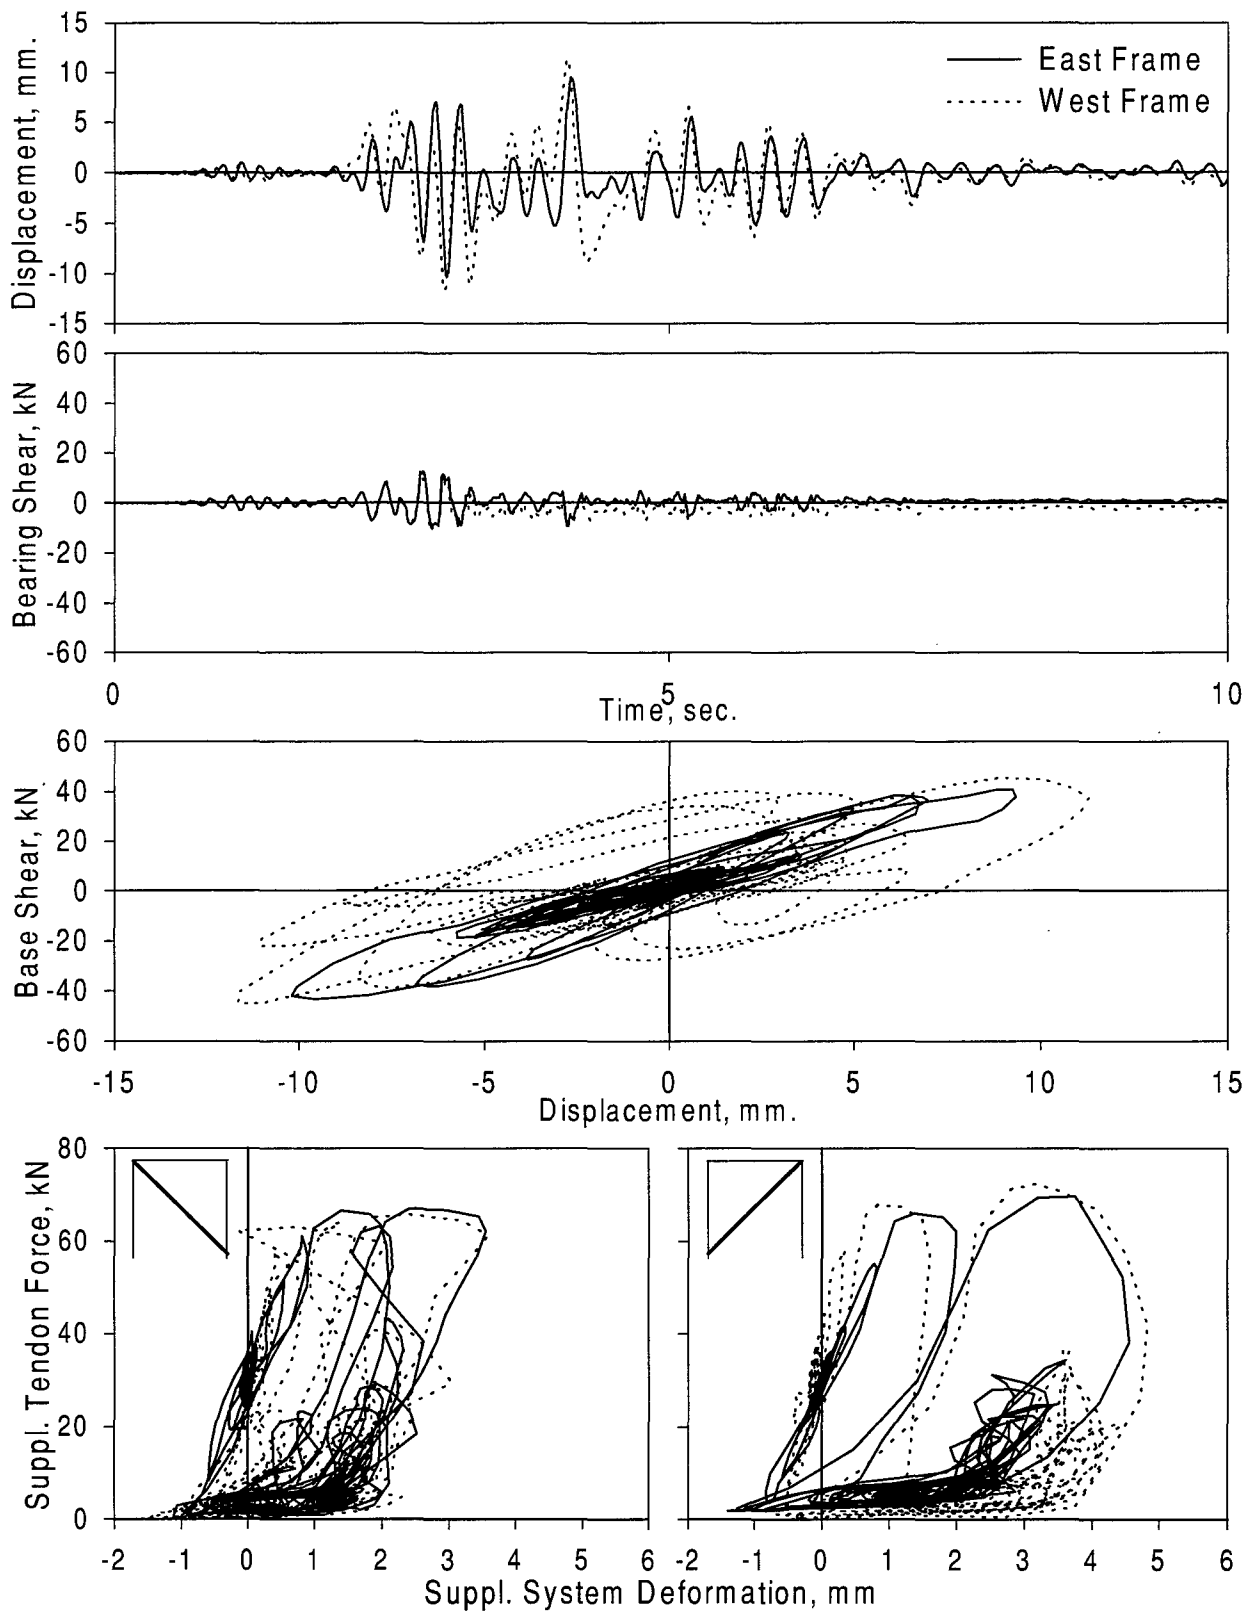 Displacement, mm.
15
10
5
0
-5
-10
-15
East Frame
West Frame
Bearing Shear, kN
60
40
20
0
-20
-40
-60
0 5 10
Time, sec.
Base Shear, kN
60
40
20
0
-20
-40
-60
-15 -10 -5 0 5 10 15
Displacement, mm.
Suppl. Tendon Force, kN
80
60
40
20
0
-2 -1 0 1 2 3 4 5 6 -2 -1 0 1 2 3 4 5 6
Suppl. System Deformation, mm